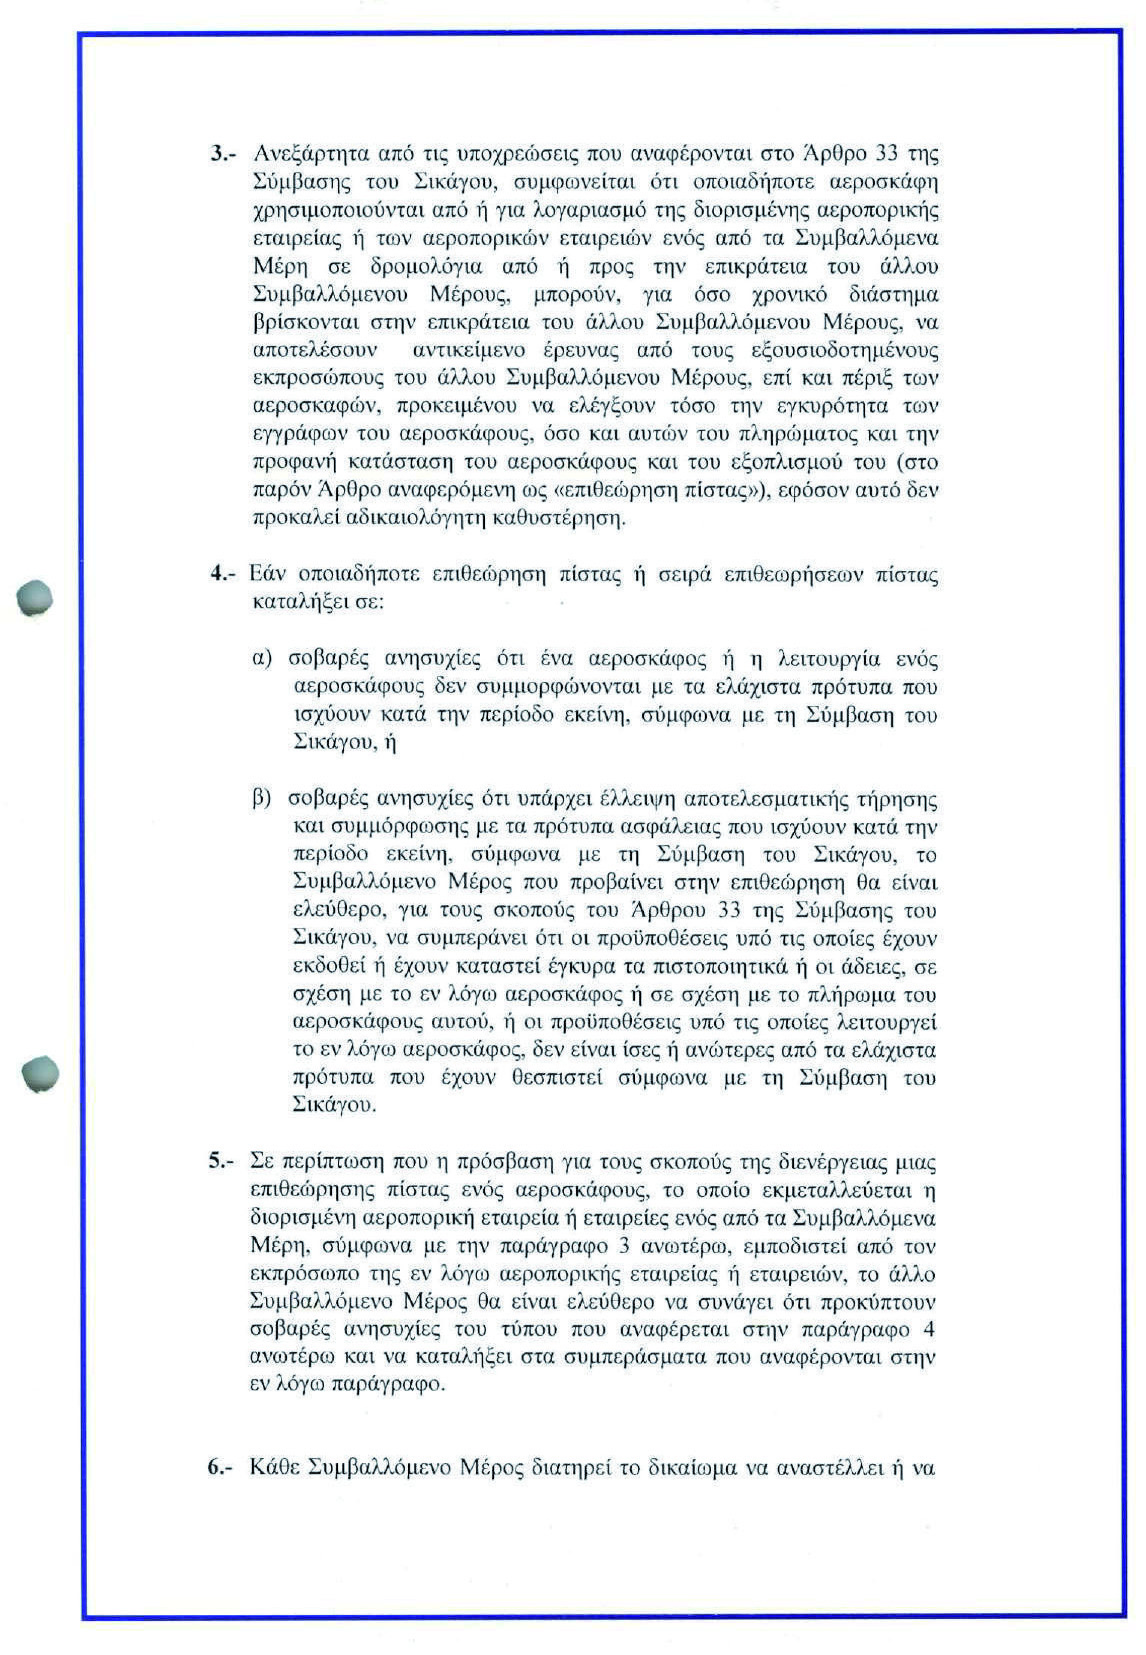 3.- Ανεξάρτητα από τις υποχρεώσεις που αναφέρονται στο Άρθρο 33 της
Σύμβασης του Σικάγου, συμφωνείται ότι οποιαδήποτε αεροσκάφη
χρησιμοποιούνται από ή για λογαριασμό της διορισμένης αεροπορικής
εταιρείας ή των αεροπορικών εταιρειών ενός από τα Συμβαλλόμενα
Μέρη σε δρομολόγια από ή προς την επικράτεια του άλλου
Συμβαλλόμενου Μέρους, μπορούν, για όσο χρονικό διάστημα
βρίσκονται στην επικράτεια του άλλου Συμβαλλόμενου Μέρους, να
αποτελέσουν αντικείμενο έρευνας από τους εξουσιοδοτημένους
εκπροσώπους του άλλου Συμβαλλόμενου Μέρους, επί και πέριξ των
αεροσκαφών, προκειμένου να ελέγξουν τόσο την εγκυρότητα των
εγγράφων του αεροσκάφους, όσο και αυτών του πληρώματος και την
προφανή κατάσταση του αεροσκάφους και του εξοπλισμού του (στο
παρόν Άρθρο αναφερόμενη ως «επιθεώρηση πίστας»), εφόσον αυτό δεν
προκαλεί αδικαιολόγητη καθυστέρηση.
4.- Εάν οποιαδήποτε επιθεώρηση πίστας ή σειρά επιθεωρήσεων πίστας
καταλήξει σε:
α) σοβαρές ανησυχίες ότι ένα αεροσκάφος ή η λειτουργία ενός
αεροσκάφους δεν συμμορφώνονται με τα ελάχιστα πρότυπα που
ισχύουν κατά την περίοδο εκείνη, σύμφωνα με τη Σύμβαση του
Σικάγου, ή
β) σοβαρές ανησυχίες ότι υπάρχει έλλειψη αποτελεσματικής τήρησης
και συμμόρφωσης με τα πρότυπα ασφάλειας που ισχύουν κατά την
περίοδο εκείνη, σύμφωνα με τη Σύμβαση του Σικάγου, το
Συμβαλλόμενο Μέρος που προβαίνει στην επιθεώρηση θα είναι
ελεύθερο, για τους σκοπούς του Άρθρου 33 της Σύμβασης του
Σικάγου, να συμπεράνει ότι οι προϋποθέσεις υπό τις οποίες έχουν
εκδοθεί ή έχουν καταστεί έγκυρα τα πιστοποιητικά ή οι άδειες, σε
σχέση με το εν λόγω αεροσκάφος ή σε σχέση με το πλήρωμα του
αεροσκάφους αυτού, ή οι προϋποθέσεις υπό τις οποίες λειτουργεί
το εν λόγω αεροσκάφος, δεν είναι ίσες ή ανώτερες από τα ελάχιστα
πρότυπα που έχουν θεσπιστεί σύμφωνα με τη Σύμβαση του
Σικάγου.
5.- Σε περίπτωση που η πρόσβαση για τους σκοπούς της διενέργειας μιας
επιθεώρησης πίστας ενός αεροσκάφους, το οποίο εκμεταλλεύεται η
διορισμένη αεροπορική εταιρεία ή εταιρείες ενός από τα Συμβαλλόμενα
Μέρη, σύμφωνα με την παράγραφο 3 ανωτέρω, εμποδιστεί από τον
εκπρόσωπο της εν λόγω αεροπορικής εταιρείας ή εταιρειών, το άλλο
Συμβαλλόμενο Μέρος θα είναι ελεύθερο να συνάγει ότι προκύπτουν
σοβαρές ανησυχίες του τύπου που αναφέρεται στην παράγραφο 4
ανωτέρω και να καταλήξει στα συμπεράσματα που αναφέρονται στην
εν λόγω παράγραφο.
6.- Κάθε Συμβαλλόμενο Μέρος διατηρεί το δικαίωμα να αναστέλλει ή να